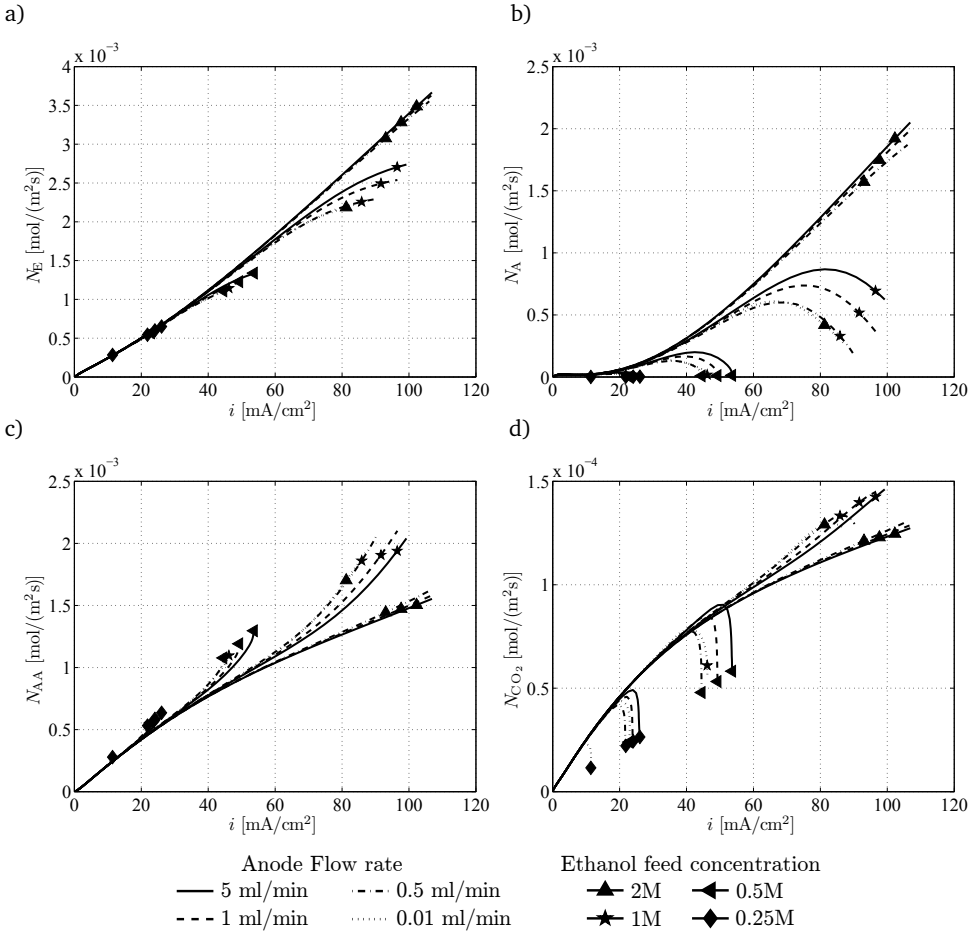 a)
x 10⁻³
4
3.5
3
2.5
2
1.5
1
0.5
0
N_E [mol/(m²s)]
0 20 40 60 80 100 120
i [mA/cm²]
b)
x 10⁻³
2.5
2
1.5
1
0.5
0
N_A [mol/(m²s)]
0 20 40 60 80 100 120
i [mA/cm²]
c)
x 10⁻³
2.5
2
1.5
1
0.5
0
N_AA [mol/(m²s)]
0 20 40 60 80 100 120
i [mA/cm²]
d)
x 10⁻⁴
1.5
1
0.5
0
N_CO₂ [mol/(m²s)]
0 20 40 60 80 100 120
i [mA/cm²]
Anode Flow rate
5 ml/min 0.5 ml/min
1 ml/min 0.01 ml/min
Ethanol feed concentration
2M 0.5M
1M 0.25M